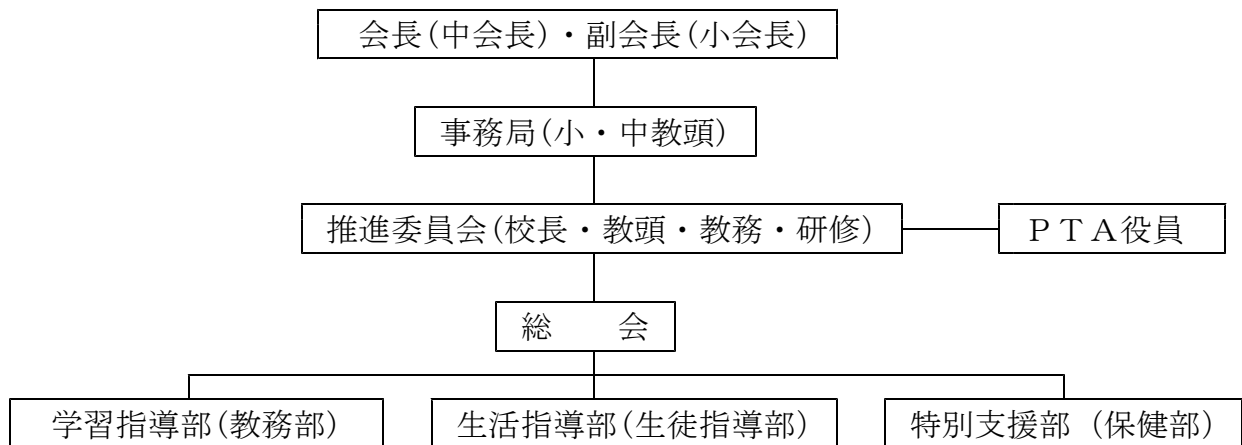 会長(中会長)・副会長(小会長)
事務局(小・中教頭)
推進委員会(校長・教頭・教務・研修)
ＰＴＡ役員
総　　会
学習指導部(教務部)
生活指導部(生徒指導部)
特別支援部 (保健部)